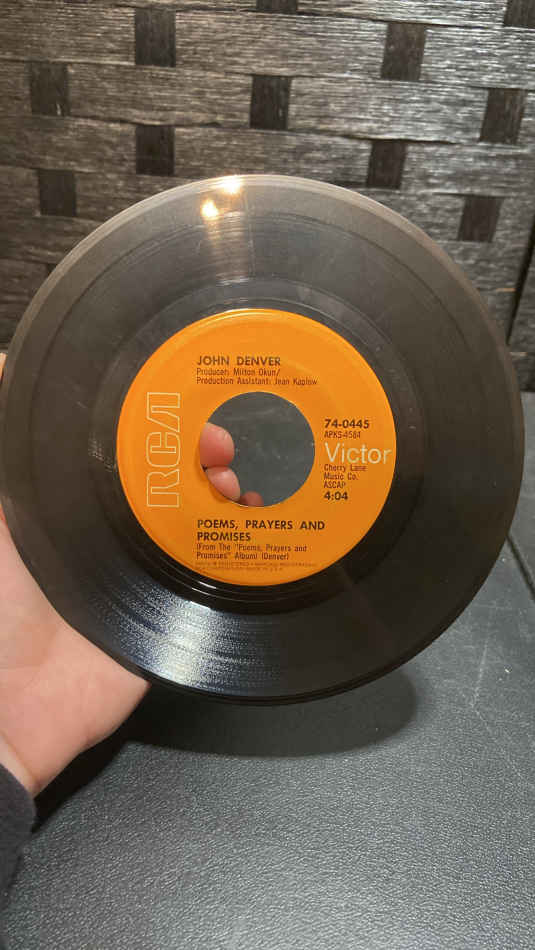 JOHN DENVER
Producer: Milton Okun/
Production Assistant: Jean Kaplow
RCA
74-0445
APKS-4584
Victor
Cherry Lane
Music Co.
ASCAP
4:04
POEMS, PRAYERS AND
PROMISES
(From The "Poems, Prayers and
Promises" Album) (Denver)